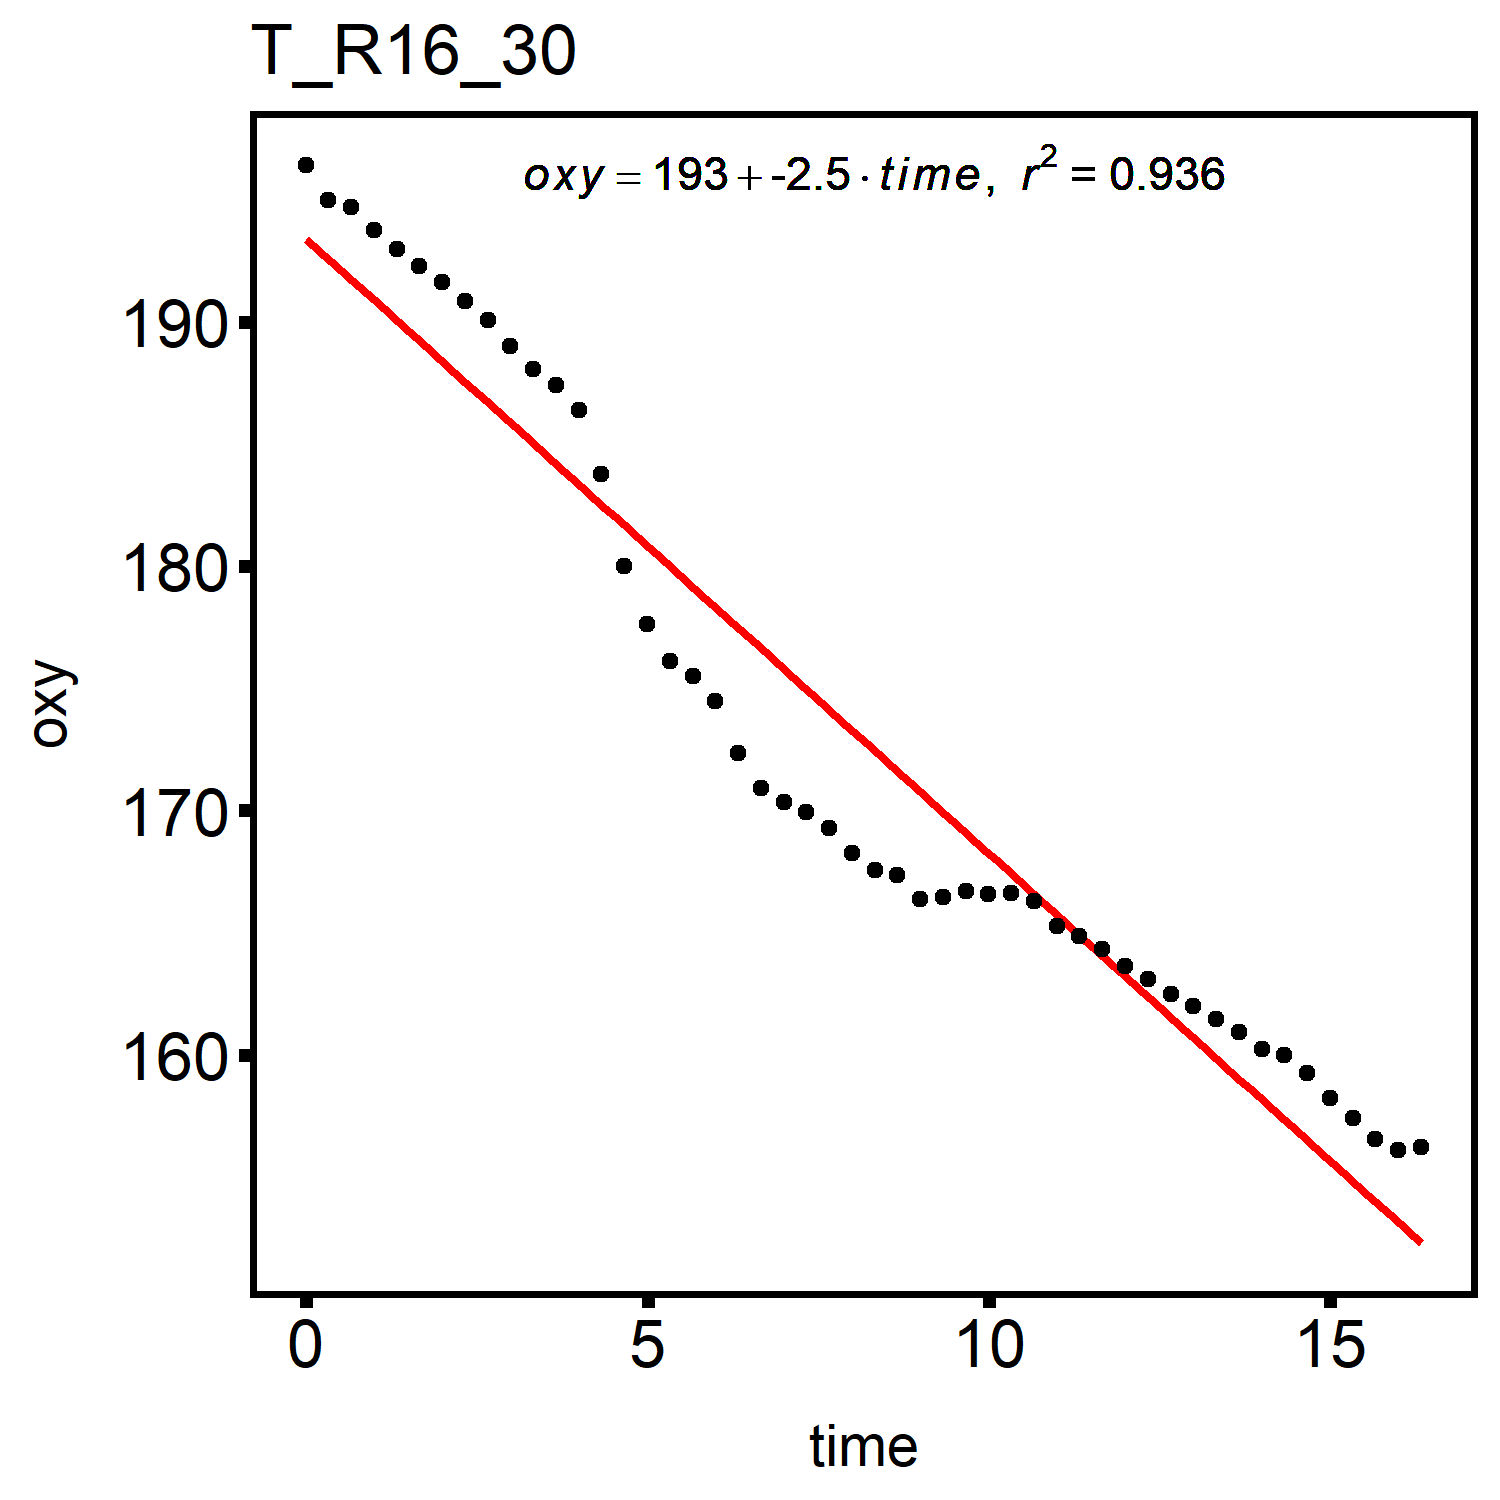 T_R16_30
oxy = 193 + -2.5 · time, r² = 0.936
190
180
170
160
oxy
0 5 10 15
time